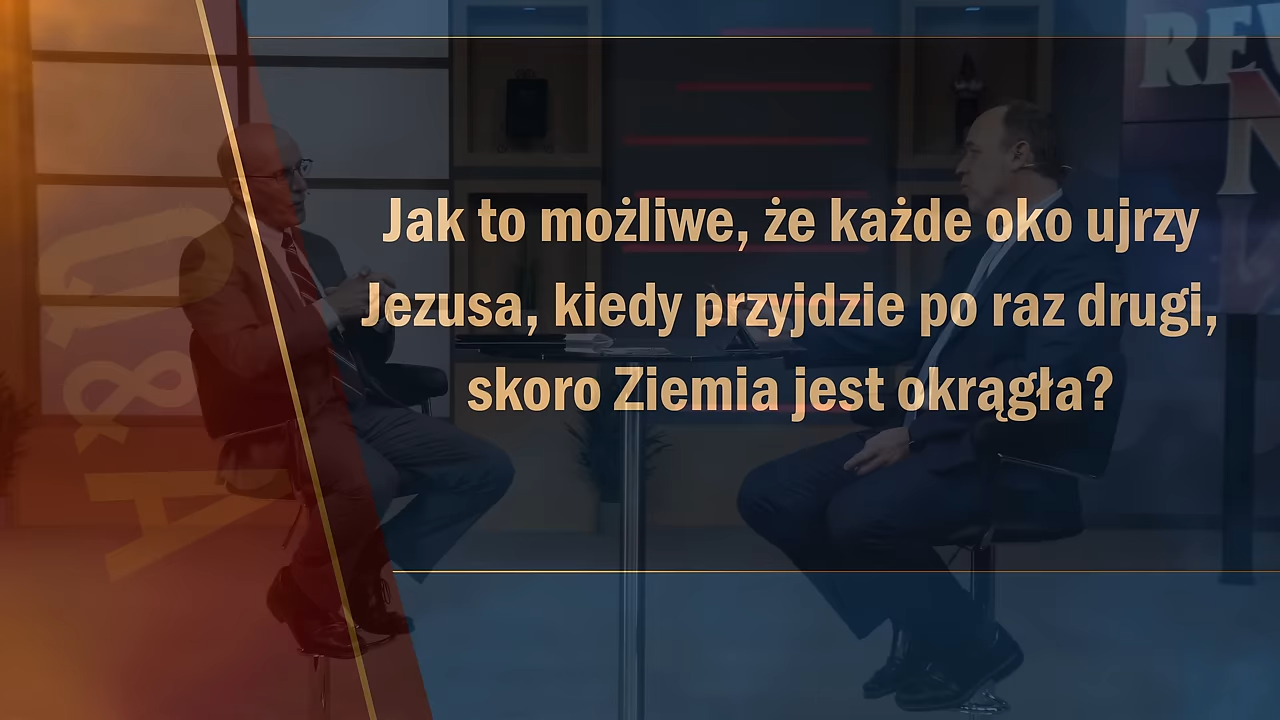 Jak to możliwe, że każde oko ujrzy
Jezusa, kiedy przyjdzie po raz drugi,
skoro Ziemia jest okrągła?
Q&A